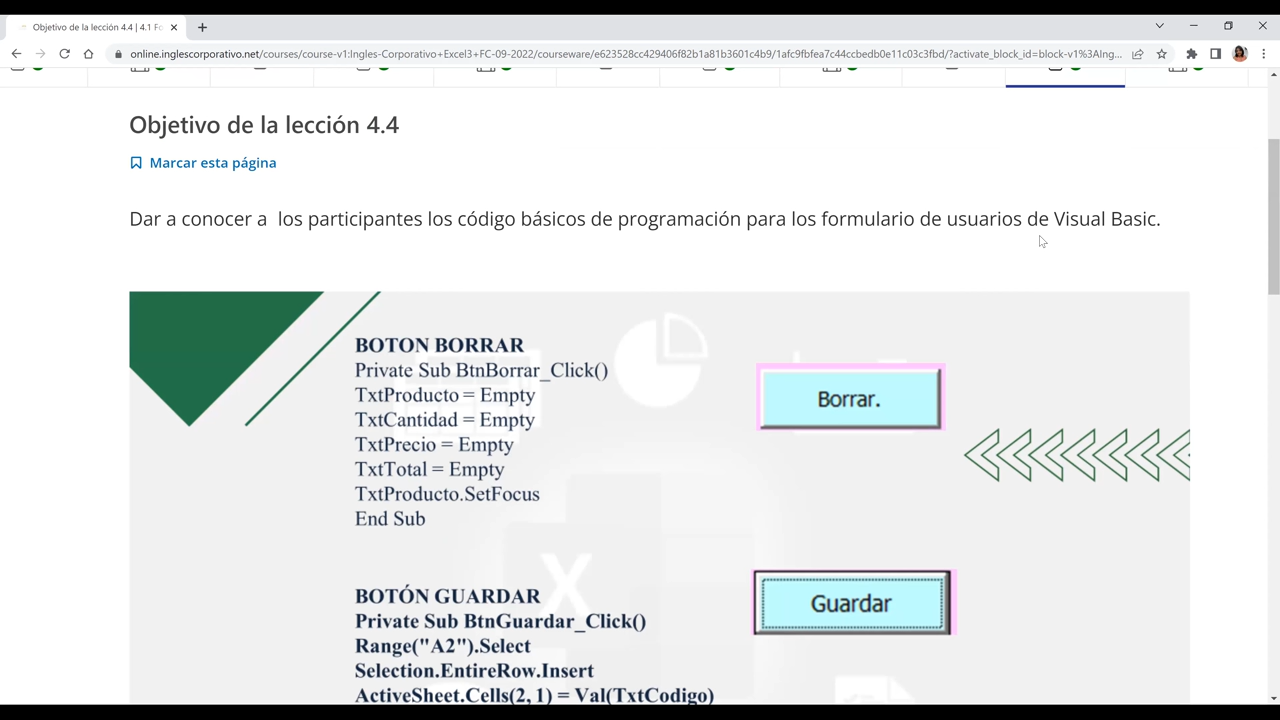 Objetivo de la lección 4.4 | 4.1 Fo
online.inglescorporativo.net/courses/course-v1:Ingles-Corporativo+Excel3+FC-09-2022/courseware/e623528cc429406f82b1a81b3601c4b9/1afc9fbfea7c44ccbedb0e11c03c3fbd/?activate_block_id=block-v1%3AIng...
Objetivo de la lección 4.4
Marcar esta página
Dar a conocer a los participantes los código básicos de programación para los formulario de usuarios de Visual Basic.
BOTON BORRAR
Private Sub BtnBorrar_Click()
TxtProducto = Empty
TxtCantidad = Empty
TxtPrecio = Empty
TxtTotal = Empty
TxtProducto.SetFocus
End Sub
Borrar.
BOTÓN GUARDAR
Private Sub BtnGuardar_Click()
Range("A2").Select
Selection.EntireRow.Insert
ActiveSheet.Cells(2, 1) = Val(TxtCodigo)
Guardar
X